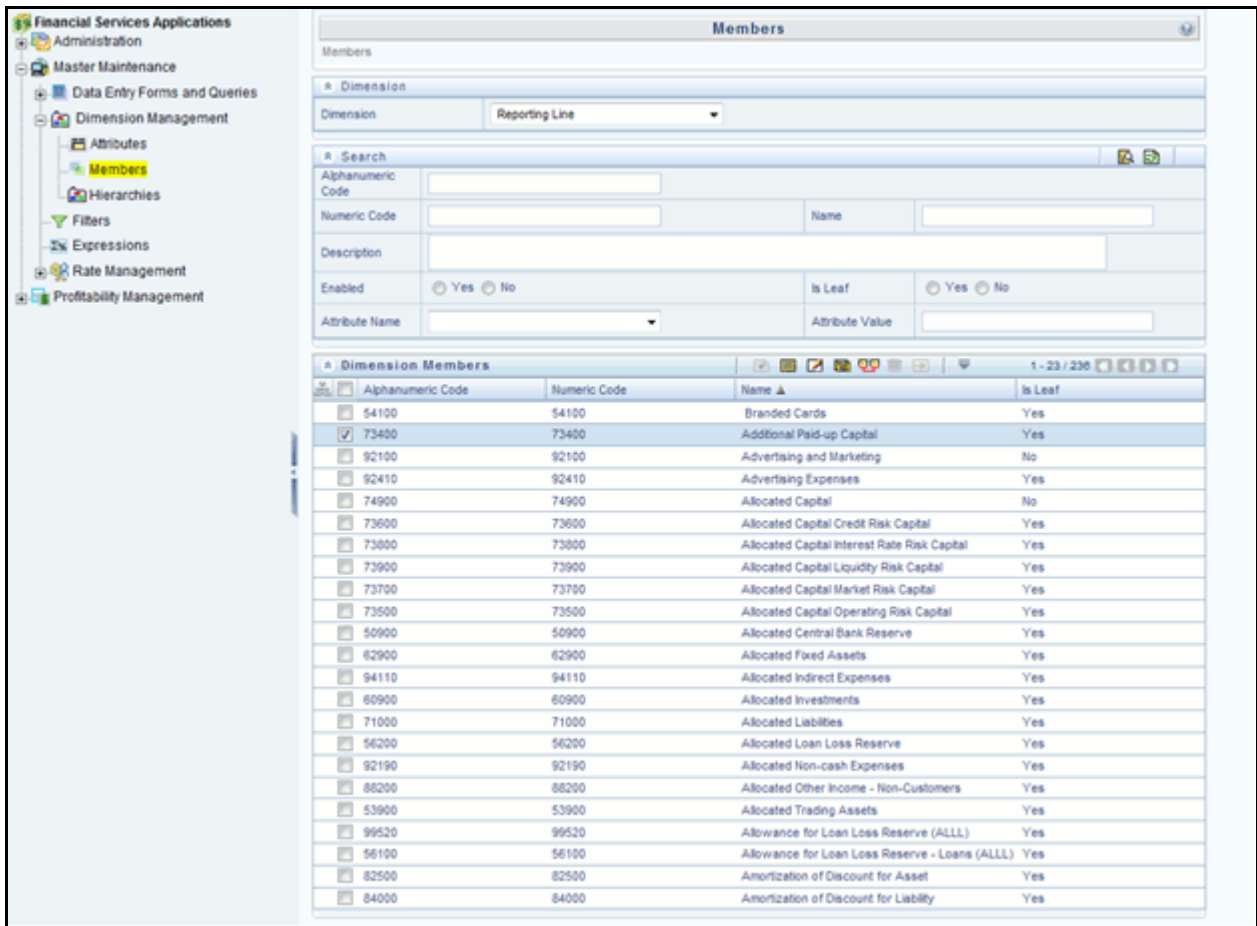 Financial Services Applications
Administration
Master Maintenance
Data Entry Forms and Queries
Dimension Management
Attributes
Members
Hierarchies
Filters
Expressions
Rate Management
Profitability Management
Members
Members
Dimension
Dimension Reporting Line
Search
Alphanumeric Code
Numeric Code Name
Description
Enabled Yes No Is Leaf Yes No
Attribute Name Attribute Value
Dimension Members 1 - 23 / 236
Alphanumeric Code Numeric Code Name Is Leaf
54100 54100 Branded Cards Yes
73400 73400 Additional Paid-up Capital Yes
92100 92100 Advertising and Marketing No
92410 92410 Advertising Expenses Yes
74900 74900 Allocated Capital No
73600 73600 Allocated Capital Credit Risk Capital Yes
73800 73800 Allocated Capital Interest Rate Risk Capital Yes
73900 73900 Allocated Capital Liquidity Risk Capital Yes
73700 73700 Allocated Capital Market Risk Capital Yes
73500 73500 Allocated Capital Operating Risk Capital Yes
50900 50900 Allocated Central Bank Reserve Yes
62900 62900 Allocated Fixed Assets Yes
94110 94110 Allocated Indirect Expenses Yes
60900 60900 Allocated Investments Yes
71000 71000 Allocated Liabilities Yes
56200 56200 Allocated Loan Loss Reserve Yes
92190 92190 Allocated Non-cash Expenses Yes
88200 88200 Allocated Other Income - Non-Customers Yes
53900 53900 Allocated Trading Assets Yes
99520 99520 Allowance for Loan Loss Reserve (ALLL) Yes
56100 56100 Allowance for Loan Loss Reserve - Loans (ALLL) Yes
82500 82500 Amortization of Discount for Asset Yes
84000 84000 Amortization of Discount for Liability Yes